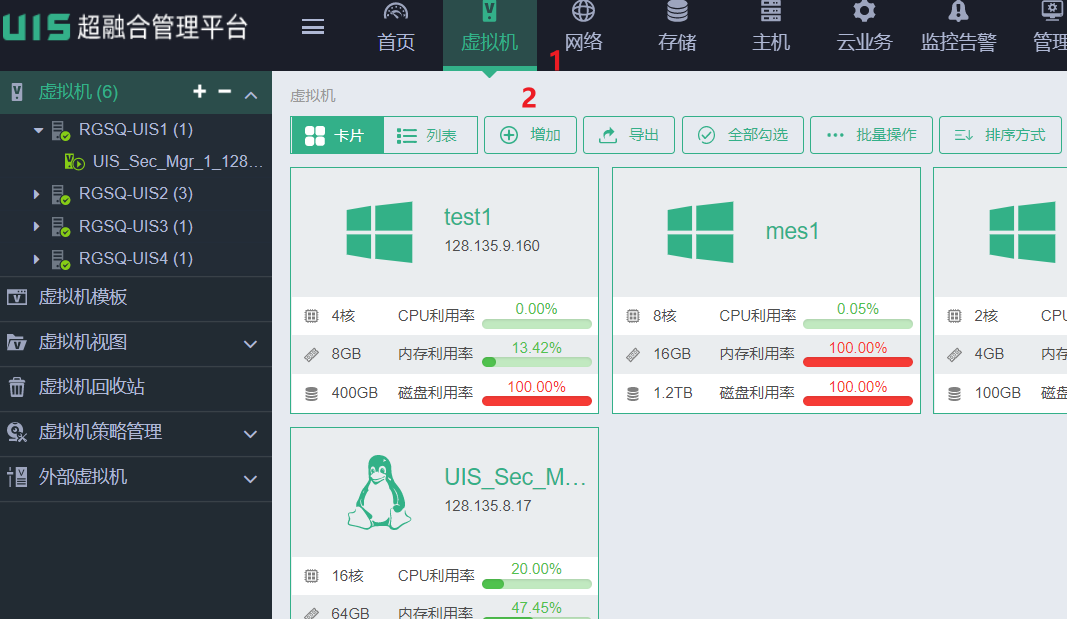 UIS 超融合管理平台
首页
虚拟机
网络
存储
主机
云业务
监控告警
管理
1
虚拟机 (6)
RGSQ-UIS1 (1)
UIS_Sec_Mgr_1_128...
RGSQ-UIS2 (3)
RGSQ-UIS3 (1)
RGSQ-UIS4 (1)
虚拟机模板
虚拟机视图
虚拟机回收站
虚拟机策略管理
外部虚拟机
虚拟机
2
卡片
列表
增加
导出
全部勾选
批量操作
排序方式
test1
128.135.9.160
4核 CPU利用率 0.00%
8GB 内存利用率 13.42%
400GB 磁盘利用率 100.00%
mes1
8核 CPU利用率 0.05%
16GB 内存利用率 100.00%
1.2TB 磁盘利用率 100.00%
2核 CPU
4GB 内存
100GB 磁盘
UIS_Sec_M...
128.135.8.17
16核 CPU利用率 20.00%
64GB 内存利用率 47.45%